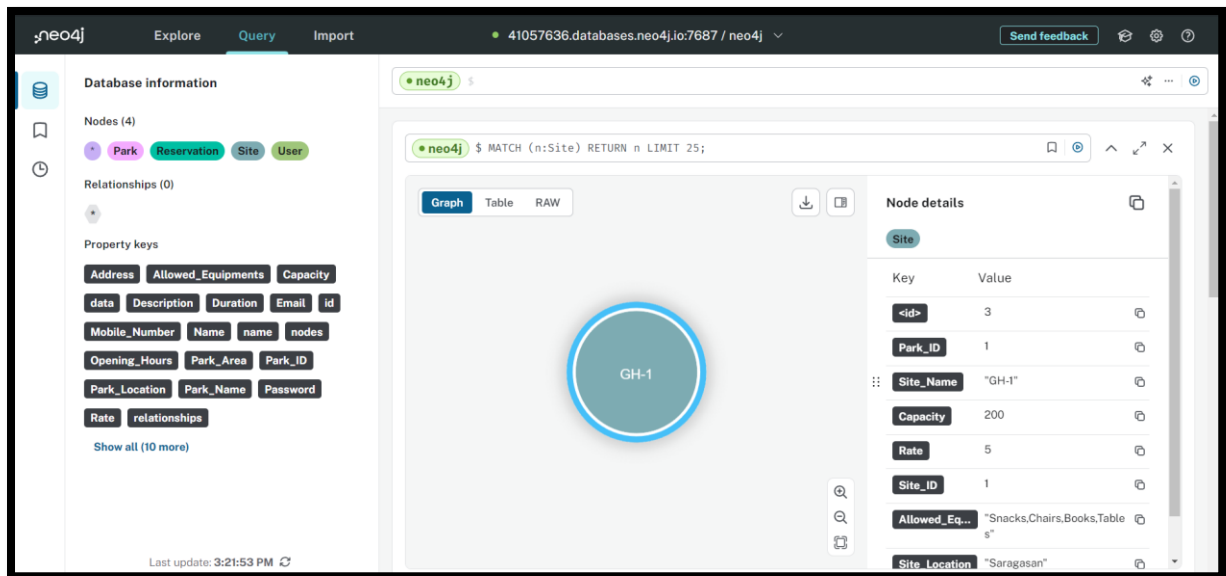 neo4j Explore Query Import 41057636.databases.neo4j.io:7687 / neo4j Send feedback
Database information
Nodes (4)
* Park Reservation Site User
Relationships (0)
*
Property keys
Address Allowed_Equipments Capacity
data Description Duration Email id
Mobile_Number Name name nodes
Opening_Hours Park_Area Park_ID
Park_Location Park_Name Password
Rate relationships
Show all (10 more)
Last update: 3:21:53 PM
neo4j $
neo4j $ MATCH (n:Site) RETURN n LIMIT 25;
Graph Table RAW
GH-1
Node details
Site
Key Value
<id> 3
Park_ID 1
Site_Name "GH-1"
Capacity 200
Rate 5
Site_ID 1
Allowed_Eq... "Snacks,Chairs,Books,Table
s"
Site_Location "Saragasan"